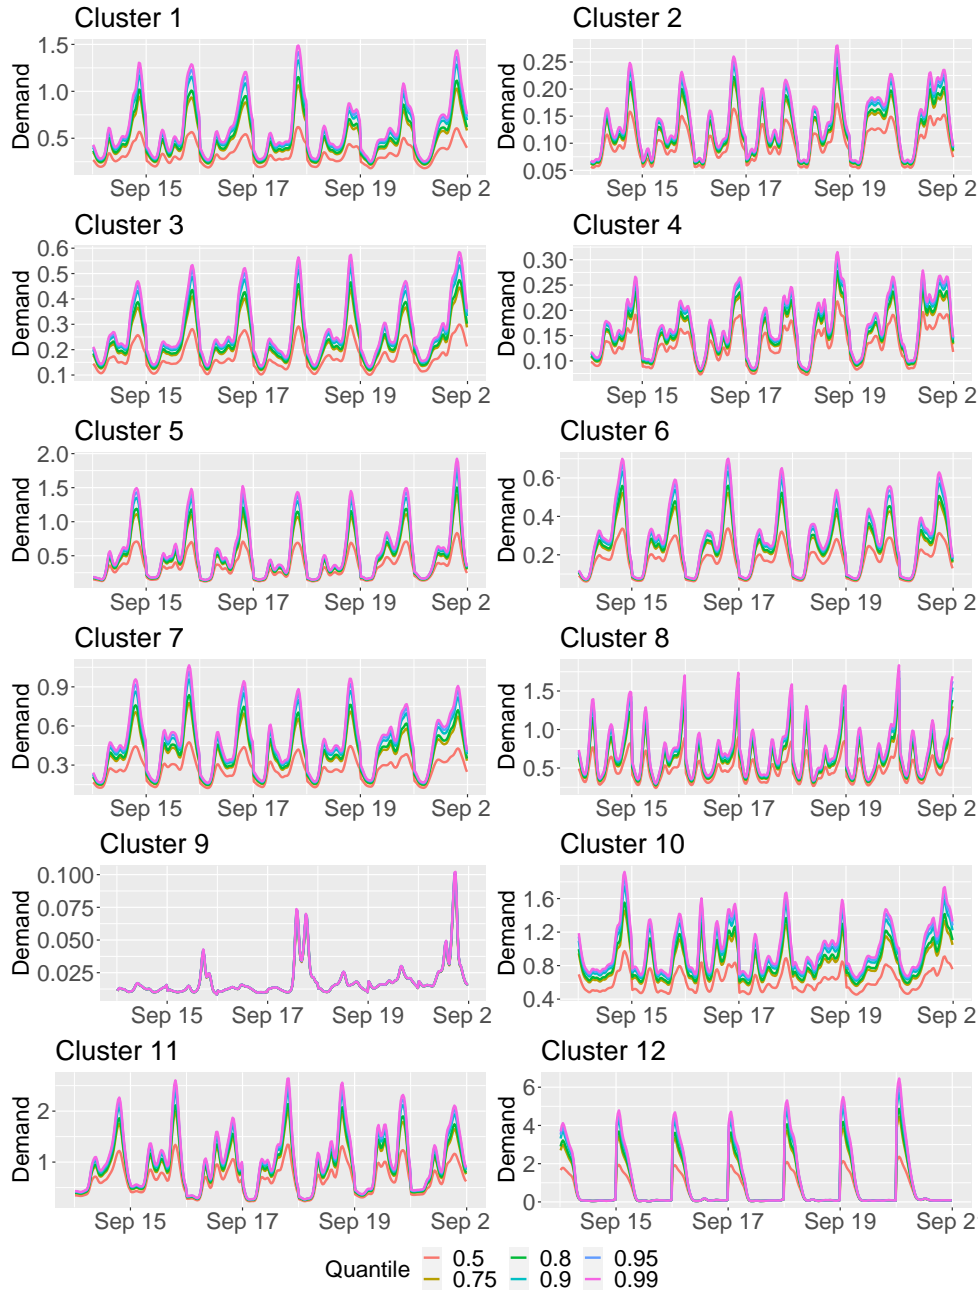 Cluster 1
Cluster 2
Demand
1.5
1.0
0.5
Sep 15
Sep 17
Sep 19
Sep 2
Demand
0.25
0.20
0.15
0.10
0.05
Sep 15
Sep 17
Sep 19
Sep 2
Cluster 3
Cluster 4
Demand
0.6
0.5
0.4
0.3
0.2
0.1
Sep 15
Sep 17
Sep 19
Sep 2
Demand
0.30
0.25
0.20
0.15
0.10
Sep 15
Sep 17
Sep 19
Sep 2
Cluster 5
Cluster 6
Demand
2.0
1.5
1.0
0.5
Sep 15
Sep 17
Sep 19
Sep 2
Demand
0.6
0.4
0.2
Sep 15
Sep 17
Sep 19
Sep 2
Cluster 7
Cluster 8
Demand
0.9
0.6
0.3
Sep 15
Sep 17
Sep 19
Sep 2
Demand
1.5
1.0
0.5
Sep 15
Sep 17
Sep 19
Sep 2
Cluster 9
Cluster 10
Demand
0.100
0.075
0.050
0.025
Sep 15
Sep 17
Sep 19
Sep 2
Demand
1.6
1.2
0.8
0.4
Sep 15
Sep 17
Sep 19
Sep 2
Cluster 11
Cluster 12
Demand
2
1
Sep 15
Sep 17
Sep 19
Sep 2
Demand
6
4
2
0
Sep 15
Sep 17
Sep 19
Sep 2
Quantile
0.5
0.8
0.95
0.75
0.9
0.99